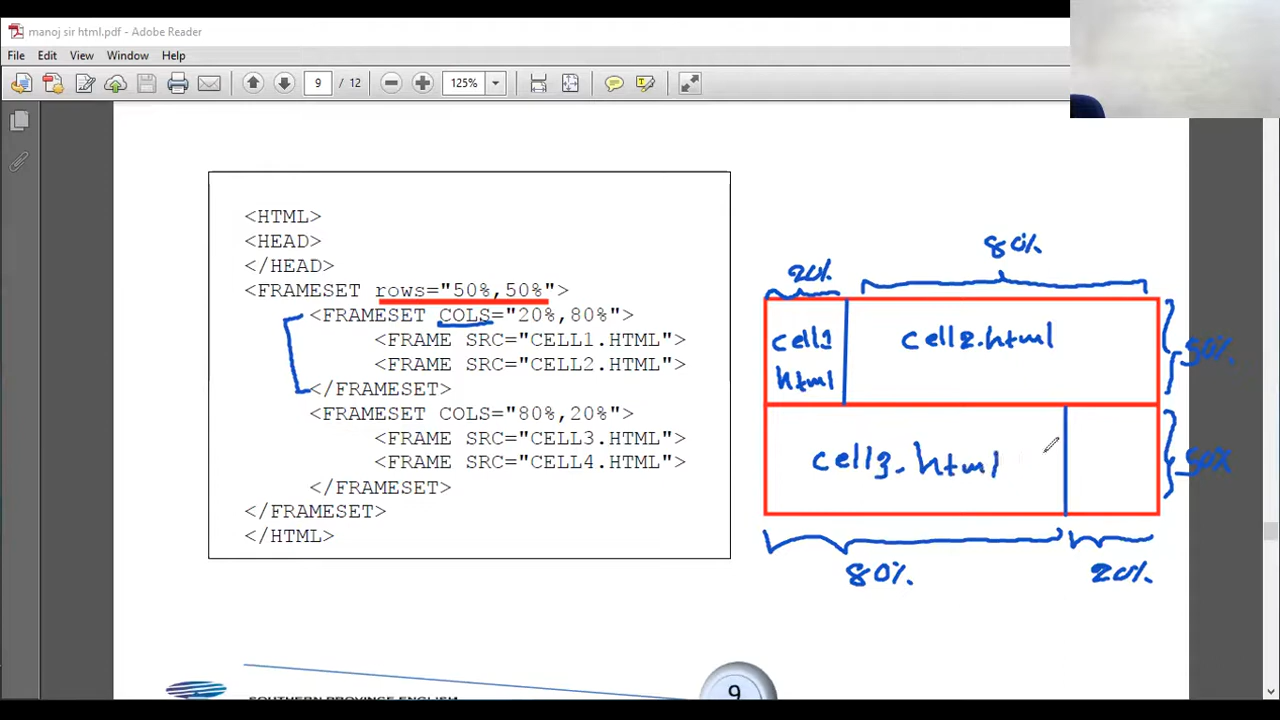 manoj sir html.pdf - Adobe Reader
File Edit View Window Help
9 / 12 125%
<HTML>
<HEAD>
</HEAD>
<FRAMESET rows="50%,50%">
<FRAMESET COLS="20%,80%">
<FRAME SRC="CELL1.HTML">
<FRAME SRC="CELL2.HTML">
</FRAMESET>
<FRAMESET COLS="80%,20%">
<FRAME SRC="CELL3.HTML">
<FRAME SRC="CELL4.HTML">
</FRAMESET>
</FRAMESET>
</HTML>
20% 80%
cell1 cell2.html 50%
html
cell3.html 50%
80% 20%
SOUTHERN PROVINCE ENGLISH
9